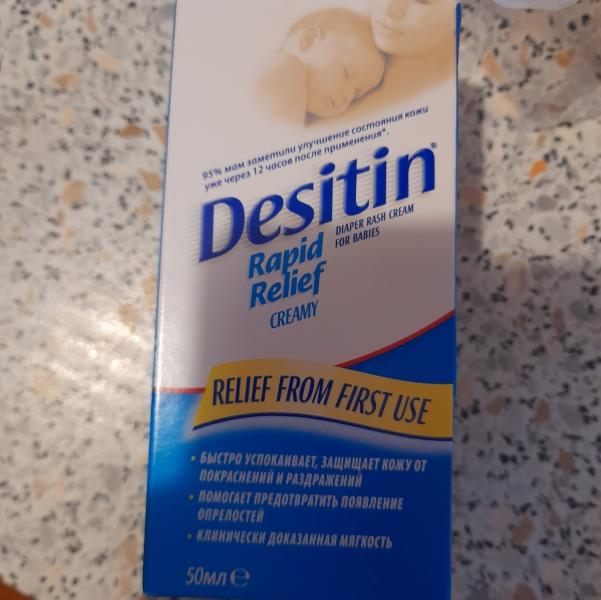 95% мам заметили улучшение состояния кожи
уже через 12 часов после применения*.
Desitin®
DIAPER RASH CREAM
FOR BABIES
Rapid
Relief
CREAMY
RELIEF FROM FIRST USE
• БЫСТРО УСПОКАИВАЕТ, ЗАЩИЩАЕТ КОЖУ ОТ
ПОКРАСНЕНИЙ И РАЗДРАЖЕНИЙ
• ПОМОГАЕТ ПРЕДОТВРАТИТЬ ПОЯВЛЕНИЕ
ОПРЕЛОСТЕЙ
• КЛИНИЧЕСКИ ДОКАЗАННАЯ МЯГКОСТЬ
50МЛ ℮